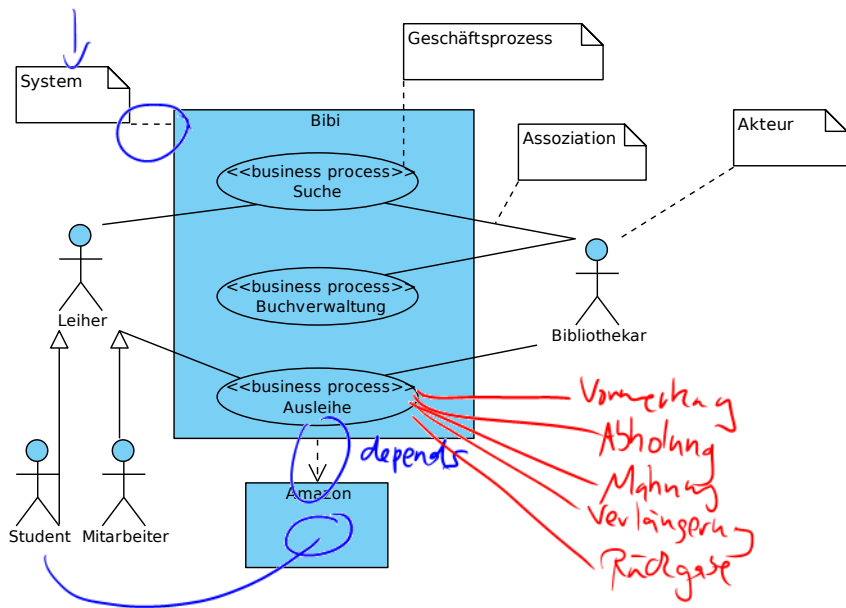 Geschäftsprozess
System
Bibi
Assoziation
Akteur
<<business process>>
Suche
Leiher
<<business process>>
Buchverwaltung
Bibliothekar
<<business process>>
Ausleihe
Vormerkung
Abholung
depends
Mahnung
Amazon
Verlängerung
Student
Mitarbeiter
Rückgabe